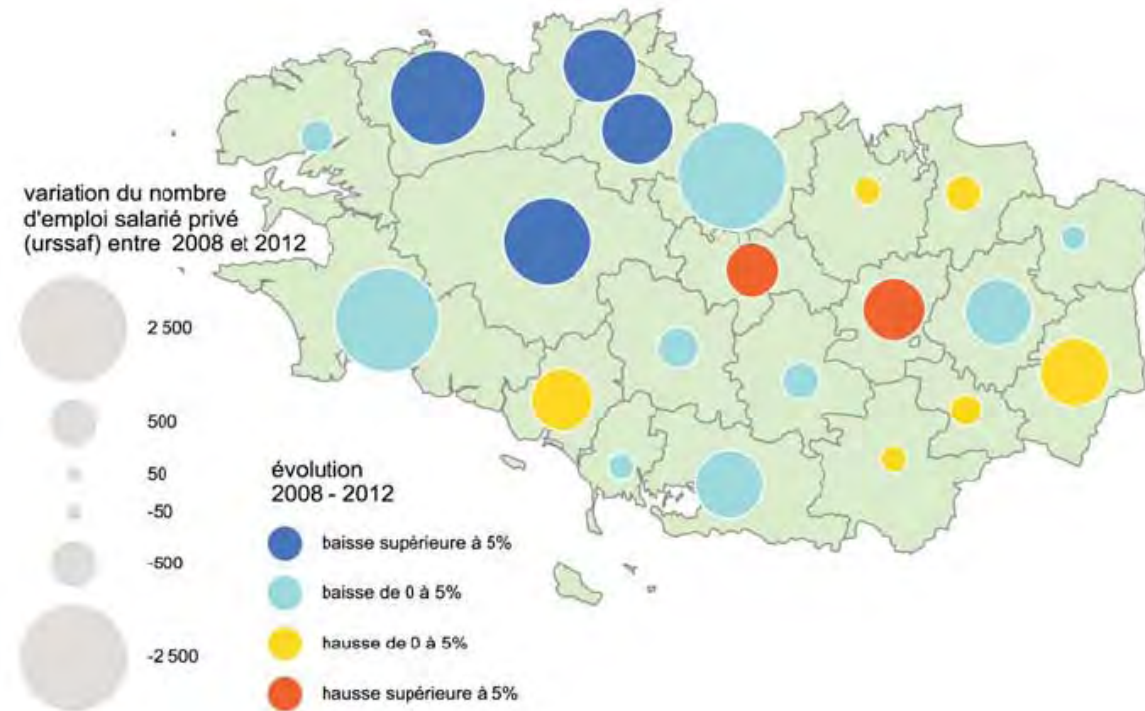 variation du nombre
d'emploi salarié privé
(urssaf) entre 2008 et 2012
2 500
500
50
-50
-500
-2 500
évolution
2008 - 2012
baisse supérieure à 5%
baisse de 0 à 5%
hausse de 0 à 5%
hausse supérieure à 5%